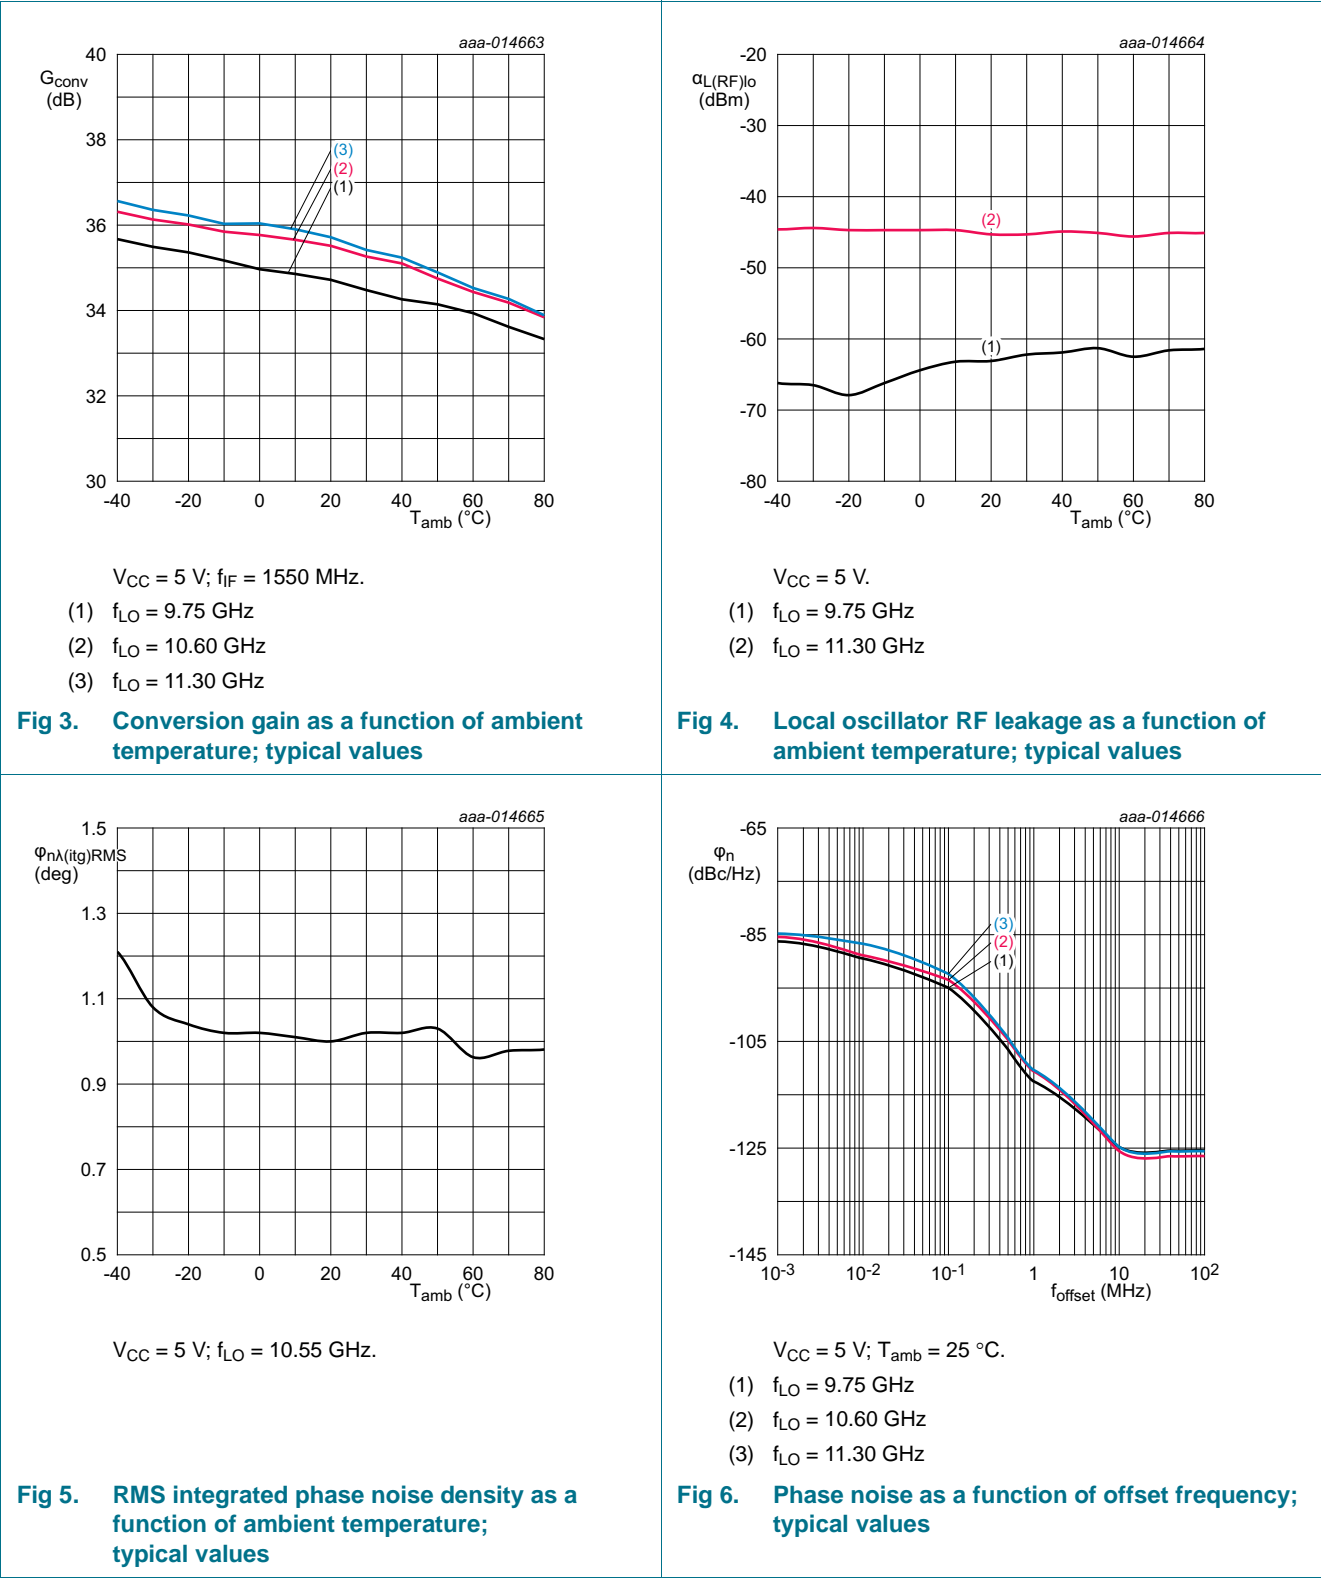 aaa-014663
40
Gconv
(dB)
38
(3)
(2)
(1)
36
34
32
30
-40 -20 0 20 40 60 80
Tamb (°C)
VCC = 5 V; fIF = 1550 MHz.
(1) fLO = 9.75 GHz
(2) fLO = 10.60 GHz
(3) fLO = 11.30 GHz
Fig 3. Conversion gain as a function of ambient
temperature; typical values
aaa-014664
-20
αL(RF)lo
(dBm)
-30
-40
(2)
-50
-60
(1)
-70
-80
-40 -20 0 20 40 60 80
Tamb (°C)
VCC = 5 V.
(1) fLO = 9.75 GHz
(2) fLO = 11.30 GHz
Fig 4. Local oscillator RF leakage as a function of
ambient temperature; typical values
aaa-014665
1.5
φnλ(itg)RMS
(deg)
1.3
1.1
0.9
0.7
0.5
-40 -20 0 20 40 60 80
Tamb (°C)
VCC = 5 V; fLO = 10.55 GHz.
Fig 5. RMS integrated phase noise density as a
function of ambient temperature;
typical values
aaa-014666
-65
φn
(dBc/Hz)
(3)
-85
(2)
(1)
-105
-125
-145
10-3 10-2 10-1 1 10 102
foffset (MHz)
VCC = 5 V; Tamb = 25 °C.
(1) fLO = 9.75 GHz
(2) fLO = 10.60 GHz
(3) fLO = 11.30 GHz
Fig 6. Phase noise as a function of offset frequency;
typical values